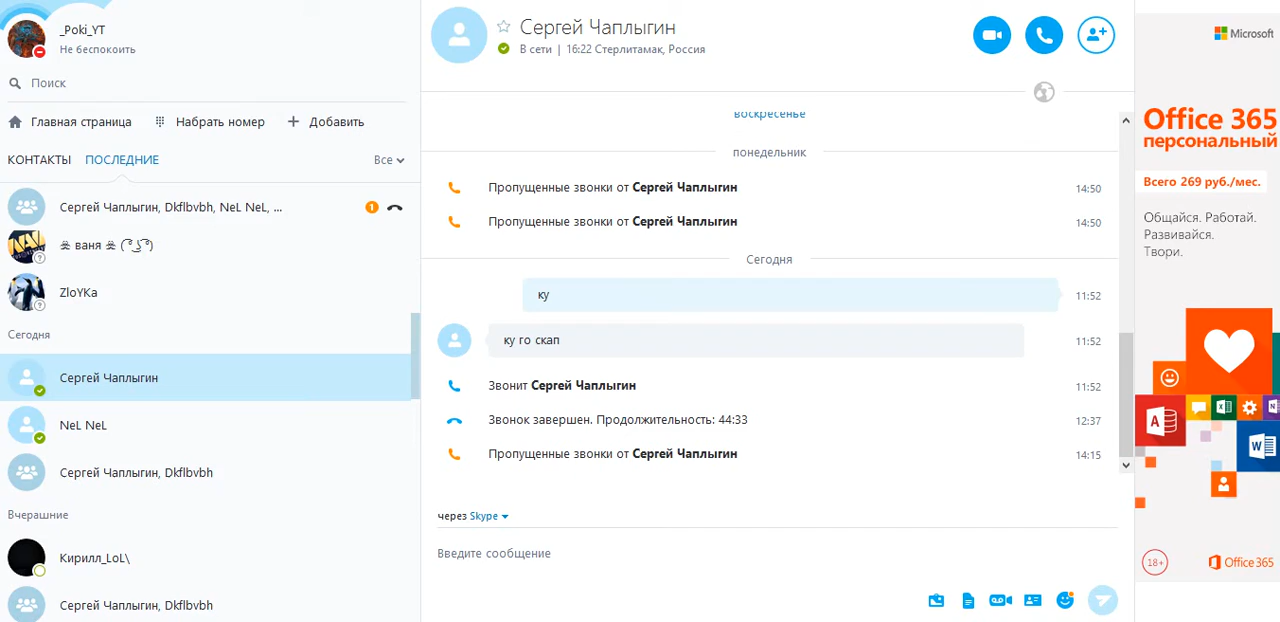 _Poki_YT
Не беспокоить
Поиск
Главная страница
Набрать номер
Добавить
КОНТАКТЫ
ПОСЛЕДНИЕ
Все
Сергей Чаплыгин, Dkflbvbh, NeL NeL, ...
1
ваня
ZloYKa
Сегодня
Сергей Чаплыгин
NeL NeL
Сергей Чаплыгин, Dkflbvbh
Вчерашние
Кирилл_LoL\
Сергей Чаплыгин, Dkflbvbh
Сергей Чаплыгин
В сети | 16:22 Стерлитамак, Россия
воскресенье
понедельник
Пропущенные звонки от Сергей Чаплыгин 14:50
Пропущенные звонки от Сергей Чаплыгин 14:50
Сегодня
ку 11:52
ку го скап 11:52
Звонит Сергей Чаплыгин 11:52
Звонок завершен. Продолжительность: 44:33 12:37
Пропущенные звонки от Сергей Чаплыгин 14:15
через Skype
Введите сообщение
Microsoft
Office 365
персональный
Всего 269 руб./мес.
Общайся. Работай.
Развивайся.
Твори.
18+
Office 365